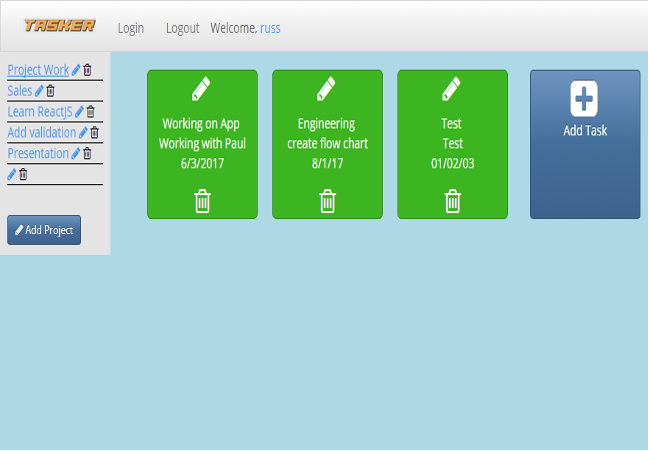 TASKER
Login
Logout
Welcome, russ
Project Work
Sales
Learn ReactJS
Add validation
Presentation
Add Project
Working on App
Working with Paul
6/3/2017
Engineering
create flow chart
8/1/17
Test
Test
01/02/03
Add Task